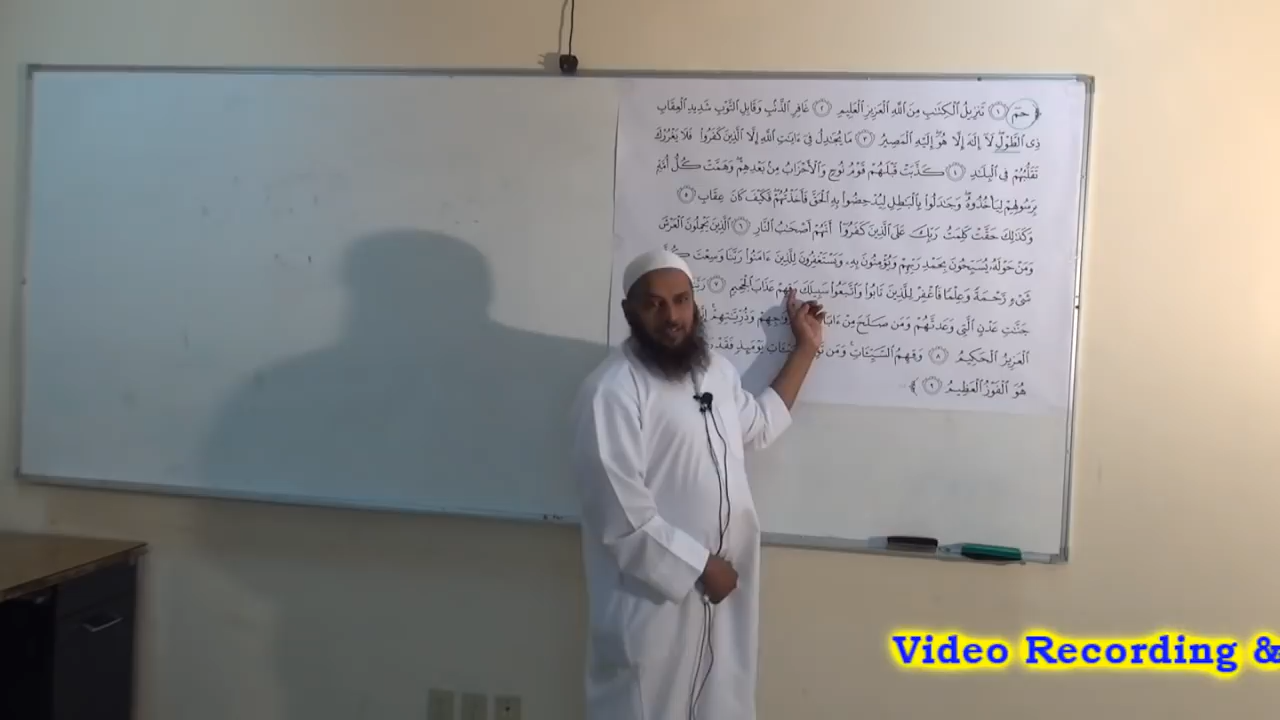 ﴿ حمٓ ١ تَنزِيلُ ٱلْكِتَٰبِ مِنَ ٱللَّهِ ٱلْعَزِيزِ ٱلْعَلِيمِ ٢ غَافِرِ ٱلذَّنۢبِ وَقَابِلِ ٱلتَّوْبِ شَدِيدِ ٱلْعِقَابِ
ذِى ٱلطَّوْلِ لَآ إِلَٰهَ إِلَّا هُوَ إِلَيْهِ ٱلْمَصِيرُ ٣ مَا يُجَٰدِلُ فِىٓ ءَايَٰتِ ٱللَّهِ إِلَّا ٱلَّذِينَ كَفَرُوا۟ فَلَا يَغْرُرْكَ
تَقَلُّبُهُمْ فِى ٱلْبِلَٰدِ ٤ كَذَّبَتْ قَبْلَهُمْ قَوْمُ نُوحٍ وَٱلْأَحْزَابُ مِنۢ بَعْدِهِمْ وَهَمَّتْ كُلُّ أُمَّةٍۭ
بِرَسُولِهِمْ لِيَأْخُذُوهُ وَجَٰدَلُوا۟ بِٱلْبَٰطِلِ لِيُدْحِضُوا۟ بِهِ ٱلْحَقَّ فَأَخَذْتُهُمْ فَكَيْفَ كَانَ عِقَابِ ٥
وَكَذَٰلِكَ حَقَّتْ كَلِمَتُ رَبِّكَ عَلَى ٱلَّذِينَ كَفَرُوٓا۟ أَنَّهُمْ أَصْحَٰبُ ٱلنَّارِ ٦ ٱلَّذِينَ يَحْمِلُونَ ٱلْعَرْشَ
وَمَنْ حَوْلَهُۥ يُسَبِّحُونَ بِحَمْدِ رَبِّهِمْ وَيُؤْمِنُونَ بِهِۦ وَيَسْتَغْفِرُونَ لِلَّذِينَ ءَامَنُوا۟ رَبَّنَا وَسِعْتَ
شَىْءٍ رَّحْمَةً وَعِلْمًا فَٱغْفِرْ لِلَّذِينَ تَابُوا۟ وَٱتَّبَعُوا۟ سَبِيلَكَ وَقِهِمْ عَذَابَ ٱلْجَحِيمِ ٧
جَنَّٰتِ عَدْنٍ ٱلَّتِى وَعَدتَّهُمْ وَمَن صَلَحَ مِنْ وَذُرِّيَّٰتِهِمْ
ٱلْعَزِيزُ ٱلْحَكِيمُ ٨ وَقِهِمُ ٱلسَّيِّـَٔاتِ وَمَن يَوْمَئِذٍ فَقَدْ
هُوَ ٱلْفَوْزُ ٱلْعَظِيمُ ٩ ﴾
Video Recording &